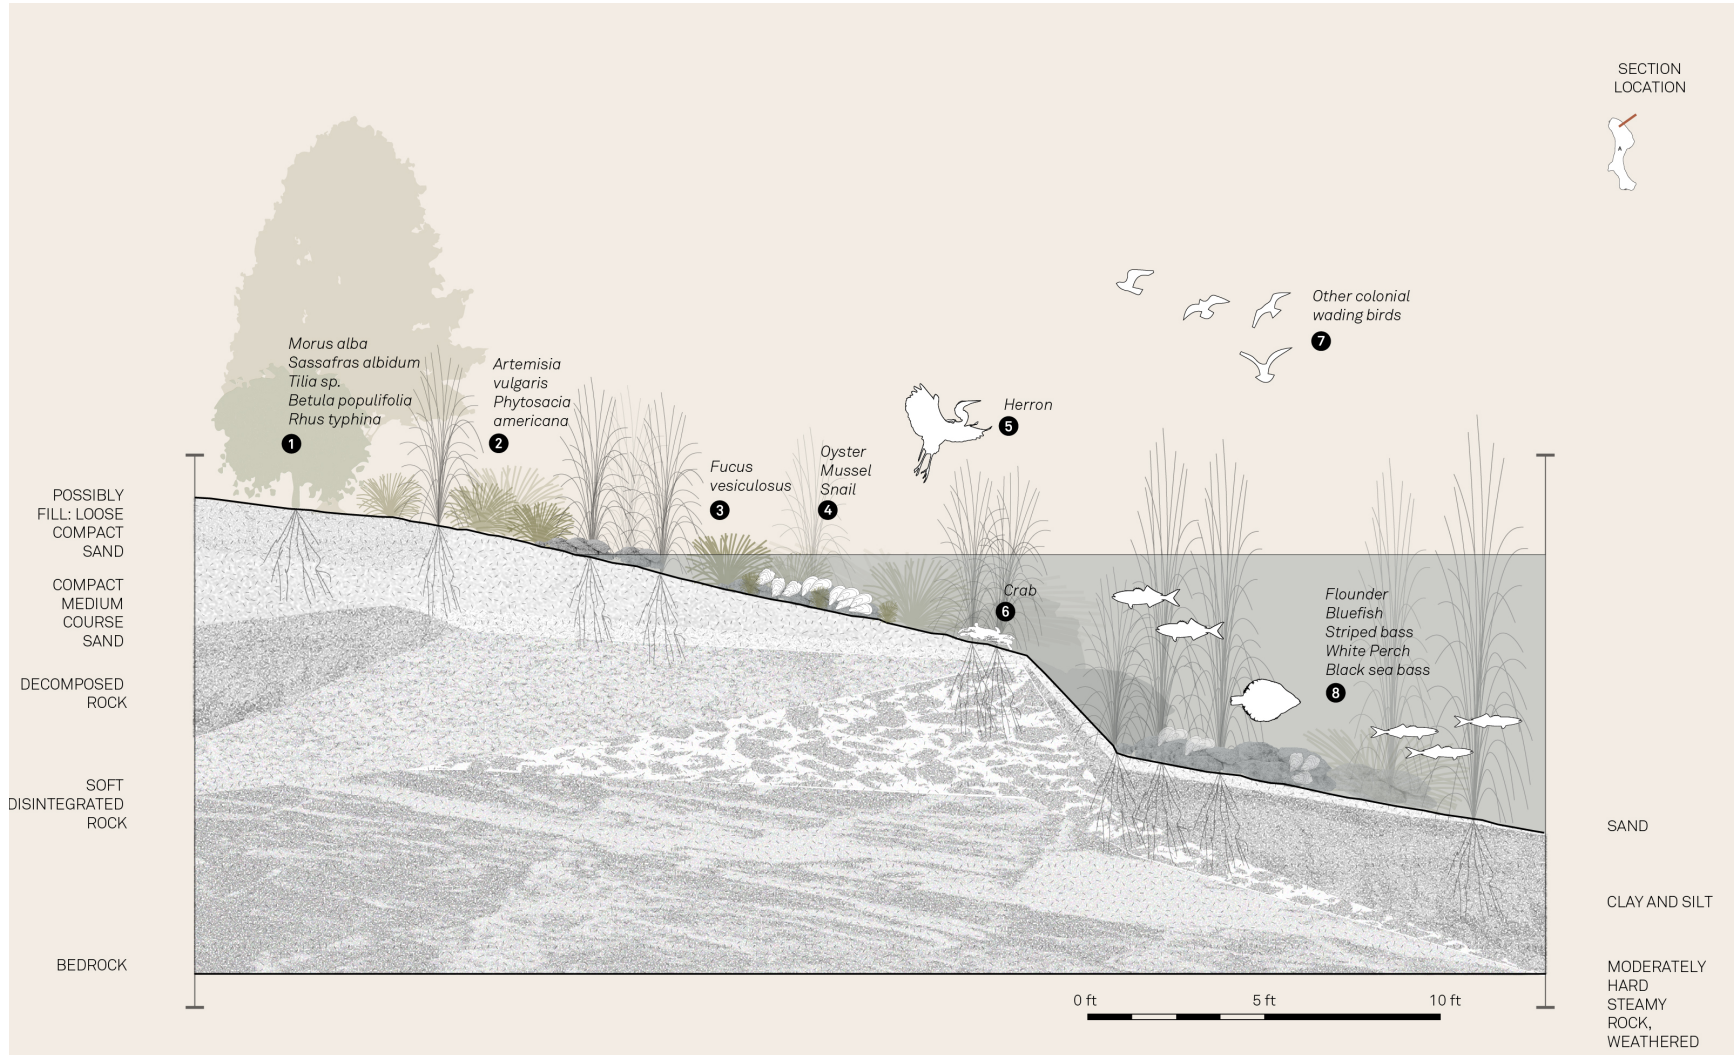 SECTION
LOCATION
Other colonial
wading birds
7
Morus alba
Sassafras albidum
Tilia sp.
Betula populifolia
Rhus typhina
1
Artemisia
vulgaris
Phytosacia
americana
2
Herron
5
Fucus
vesiculosus
3
Oyster
Mussel
Snail
4
Crab
6
Flounder
Bluefish
Striped bass
White Perch
Black sea bass
8
POSSIBLY
FILL: LOOSE
COMPACT
SAND
COMPACT
MEDIUM
COURSE
SAND
DECOMPOSED
ROCK
SOFT
DISINTEGRATED
ROCK
BEDROCK
SAND
CLAY AND SILT
MODERATELY
HARD
STEAMY
ROCK,
WEATHERED
0 ft 5 ft 10 ft